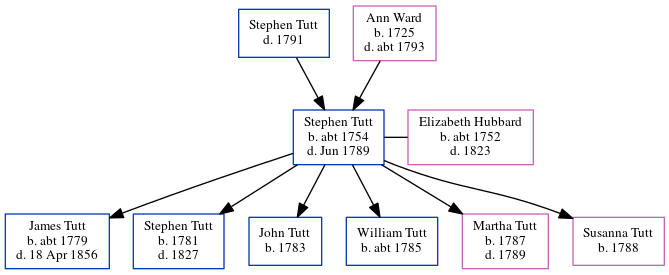 Stephen Tutt
d. 1791
Ann Ward
b. 1725
d. abt 1793
Stephen Tutt
b. abt 1754
d. Jun 1789
Elizabeth Hubbard
b. abt 1752
d. 1823
James Tutt
b. abt 1779
d. 18 Apr 1856
Stephen Tutt
b. 1781
d. 1827
John Tutt
b. 1783
William Tutt
b. abt 1785
Martha Tutt
b. 1787
d. 1789
Susanna Tutt
b. 1788